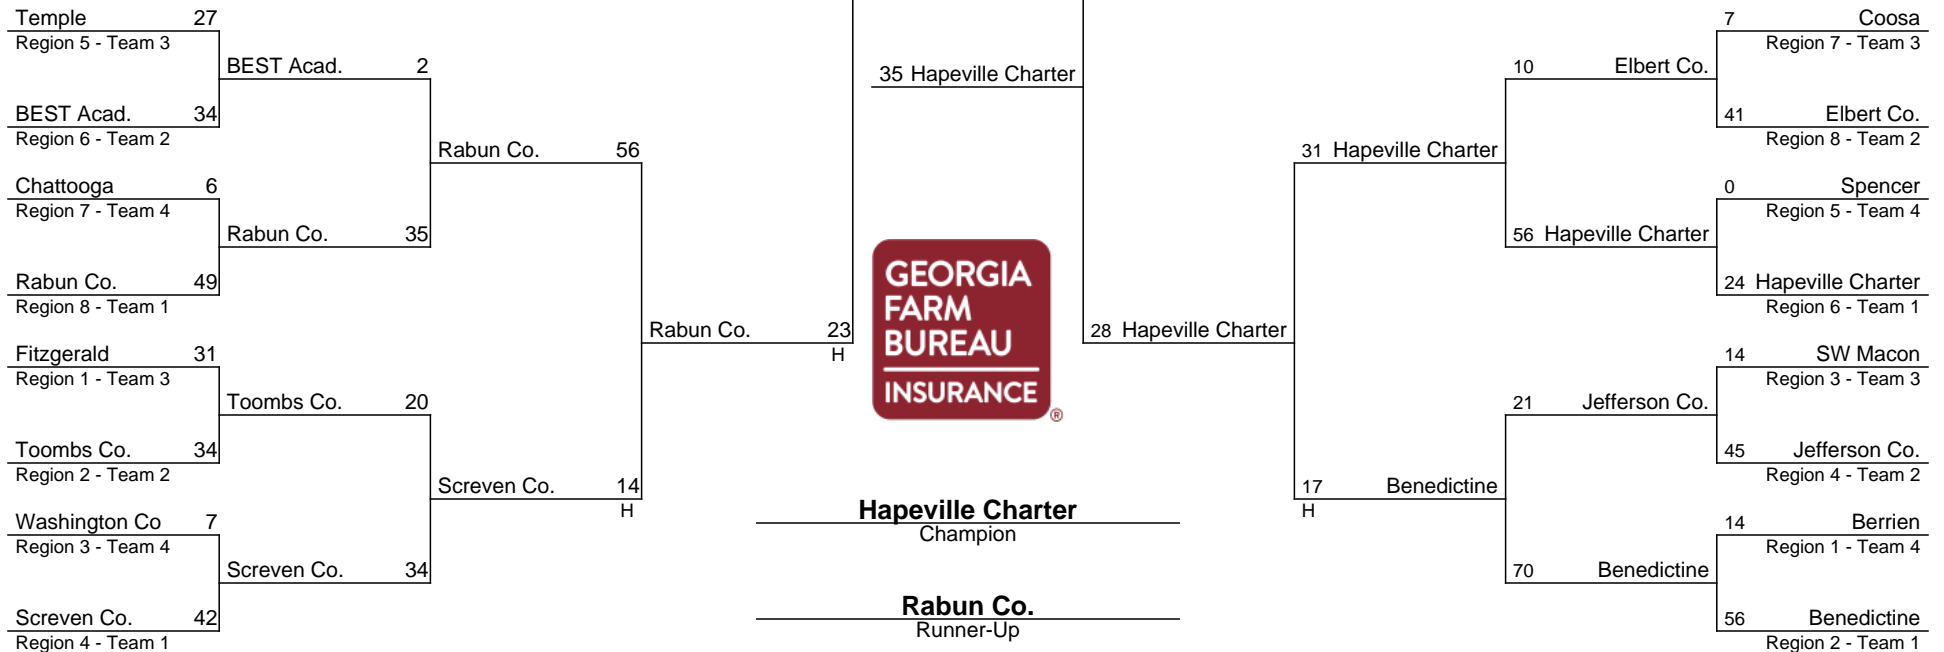 Temple 27
Region 5 - Team 3
BEST Acad. 2
BEST Acad. 34
Region 6 - Team 2
Rabun Co. 56
Chattooga 6
Region 7 - Team 4
Rabun Co. 35
Rabun Co. 49
Region 8 - Team 1
Rabun Co. 23
H
Fitzgerald 31
Region 1 - Team 3
Toombs Co. 20
Toombs Co. 34
Region 2 - Team 2
Screven Co. 14
H
Washington Co 7
Region 3 - Team 4
Screven Co. 34
Screven Co. 42
Region 4 - Team 1
35 Hapeville Charter
GEORGIA
FARM
BUREAU
INSURANCE
®
Hapeville Charter
Champion
Rabun Co.
Runner-Up
7 Coosa
Region 7 - Team 3
10 Elbert Co.
41 Elbert Co.
Region 8 - Team 2
31 Hapeville Charter
0 Spencer
Region 5 - Team 4
56 Hapeville Charter
24 Hapeville Charter
Region 6 - Team 1
28 Hapeville Charter
14 SW Macon
Region 3 - Team 3
21 Jefferson Co.
45 Jefferson Co.
Region 4 - Team 2
17 Benedictine
H
14 Berrien
Region 1 - Team 4
70 Benedictine
56 Benedictine
Region 2 - Team 1